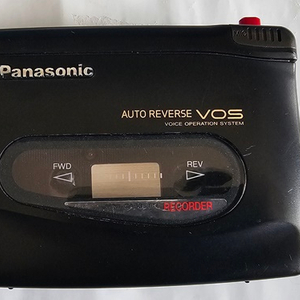 Panasonic
AUTO REVERSE VOS
VOICE OPERATION SYSTEM
FWD REV
RECORDER